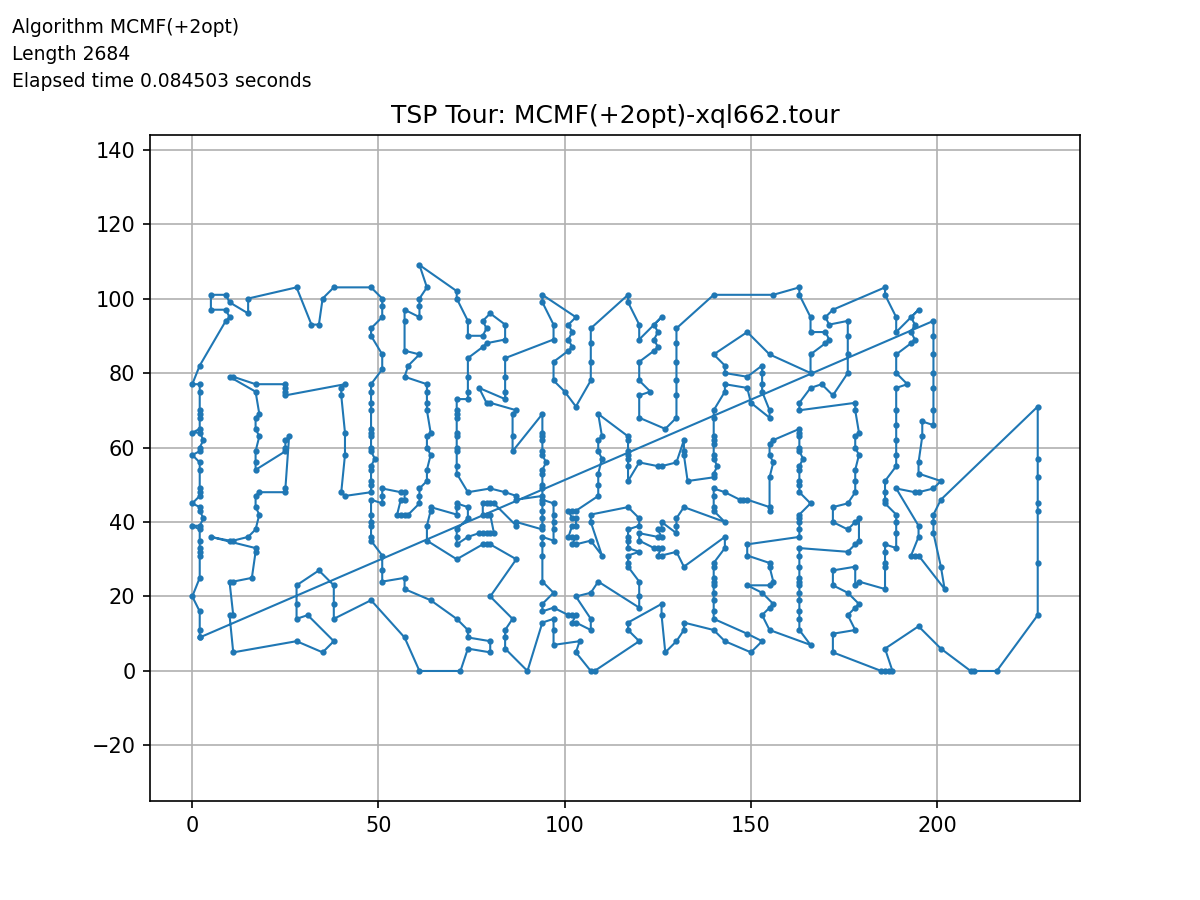 Algorithm MCMF(+2opt)
Length 2684
Elapsed time 0.084503 seconds
TSP Tour: MCMF(+2opt)-xql662.tour
140
120
100
80
60
40
20
0
−20
0 50 100 150 200